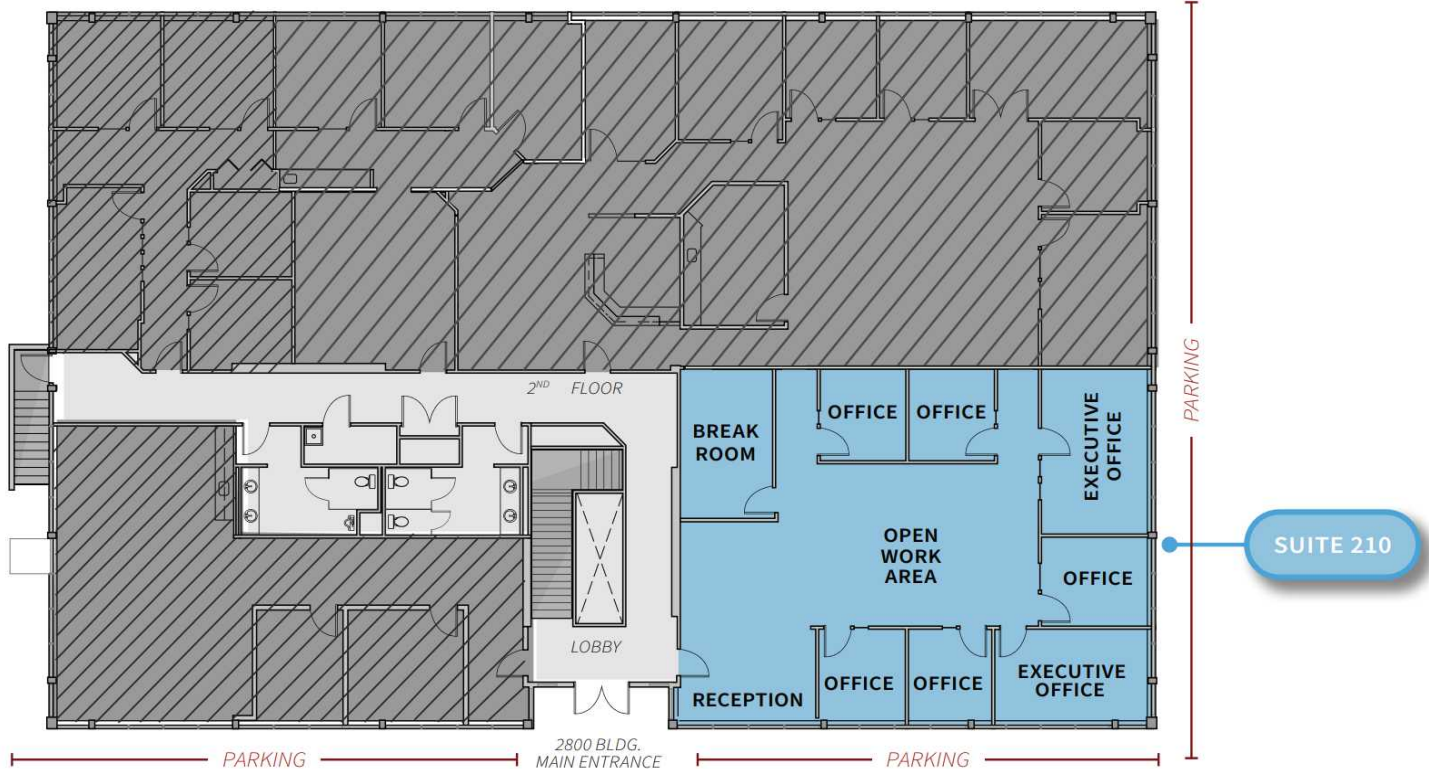 2ND FLOOR
BREAK
ROOM
OFFICE
OFFICE
EXECUTIVE
OFFICE
OPEN
WORK
AREA
OFFICE
SUITE 210
PARKING
LOBBY
RECEPTION
OFFICE
OFFICE
EXECUTIVE
OFFICE
PARKING
2800 BLDG.
MAIN ENTRANCE
PARKING